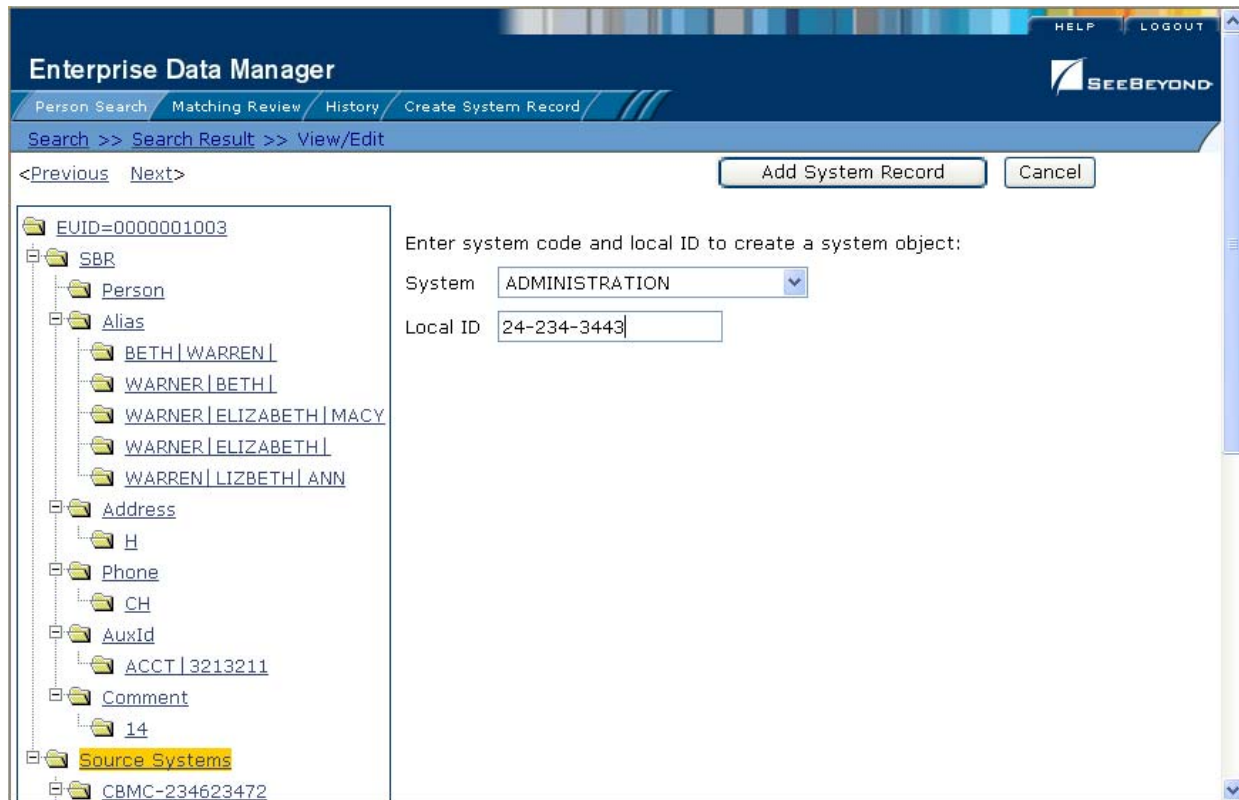 HELP LOGOUT
Enterprise Data Manager
SEEBEYOND
Person Search Matching Review History Create System Record
Search >> Search Result >> View/Edit
<Previous Next>
Add System Record Cancel
EUID=0000001003
SBR
Person
Alias
BETH|WARREN|
WARNER|BETH|
WARNER|ELIZABETH|MACY
WARNER|ELIZABETH|
WARREN|LIZBETH|ANN
Address
H
Phone
CH
AuxId
ACCT|3213211
Comment
14
Source Systems
CBMC-234623472
Enter system code and local ID to create a system object:
System ADMINISTRATION
Local ID 24-234-3443